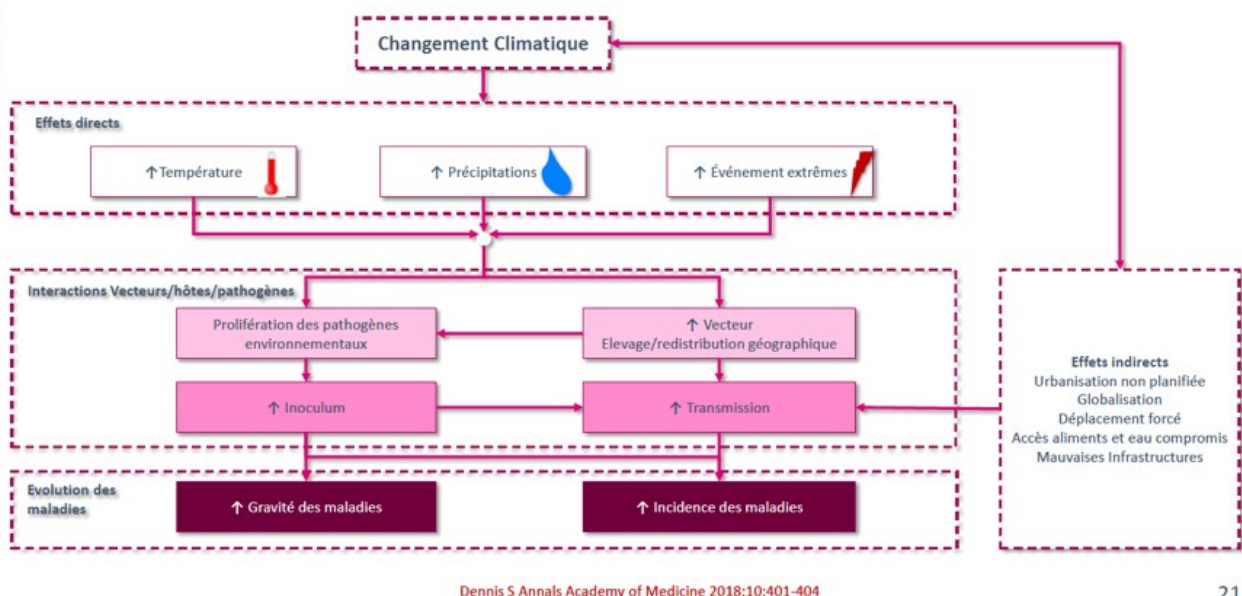 Changement Climatique
Effets directs
↑Température
↑ Précipitations
↑ Événement extrêmes
Interactions Vecteurs/hôtes/pathogènes
Prolifération des pathogènes
environnementaux
↑ Vecteur
Elevage/redistribution géographique
↑ Inoculum
↑ Transmission
Effets indirects
Urbanisation non planifiée
Globalisation
Déplacement forcé
Accès aliments et eau compromis
Mauvaises Infrastructures
Evolution des
maladies
↑ Gravité des maladies
↑ Incidence des maladies
Dennis S Annals Academy of Medicine 2018;10:401-404
21